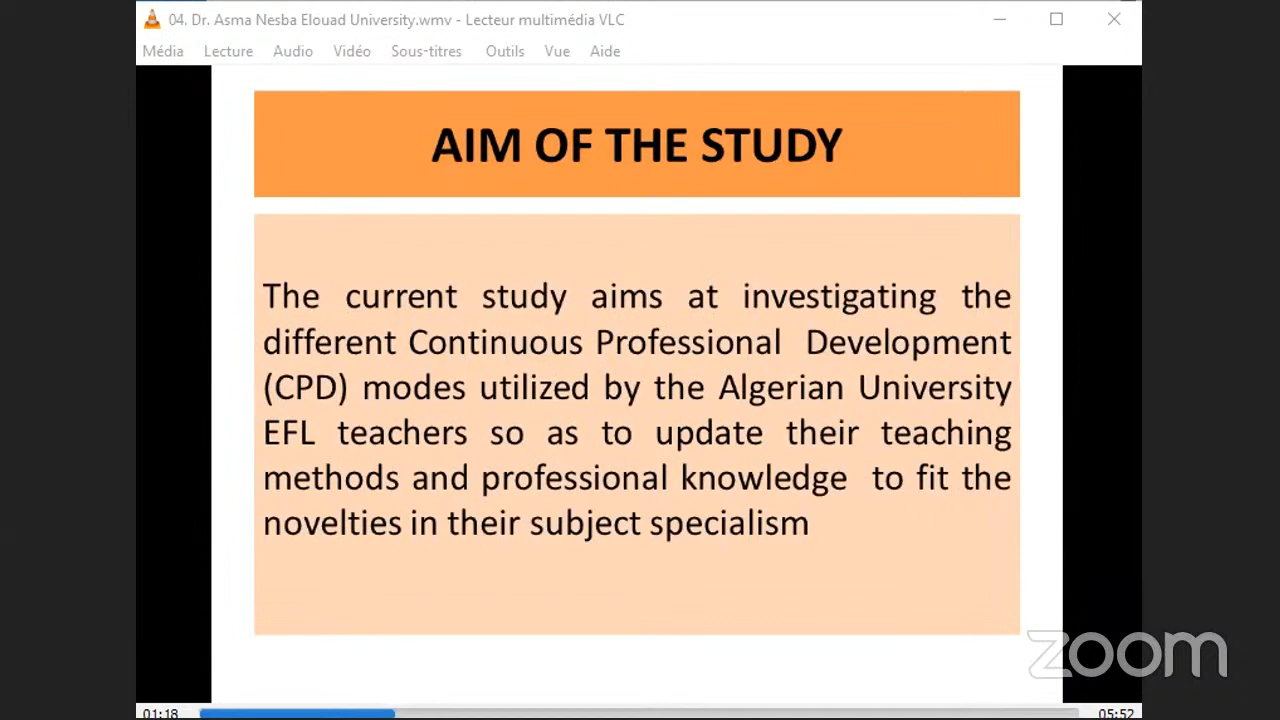 04. Dr. Asma Nesba Elouad University.wmv - Lecteur multimédia VLC
Média Lecture Audio Vidéo Sous-titres Outils Vue Aide
AIM OF THE STUDY
The current study aims at investigating the
different Continuous Professional Development
(CPD) modes utilized by the Algerian University
EFL teachers so as to update their teaching
methods and professional knowledge to fit the
novelties in their subject specialism
zoom
01:18 05:52